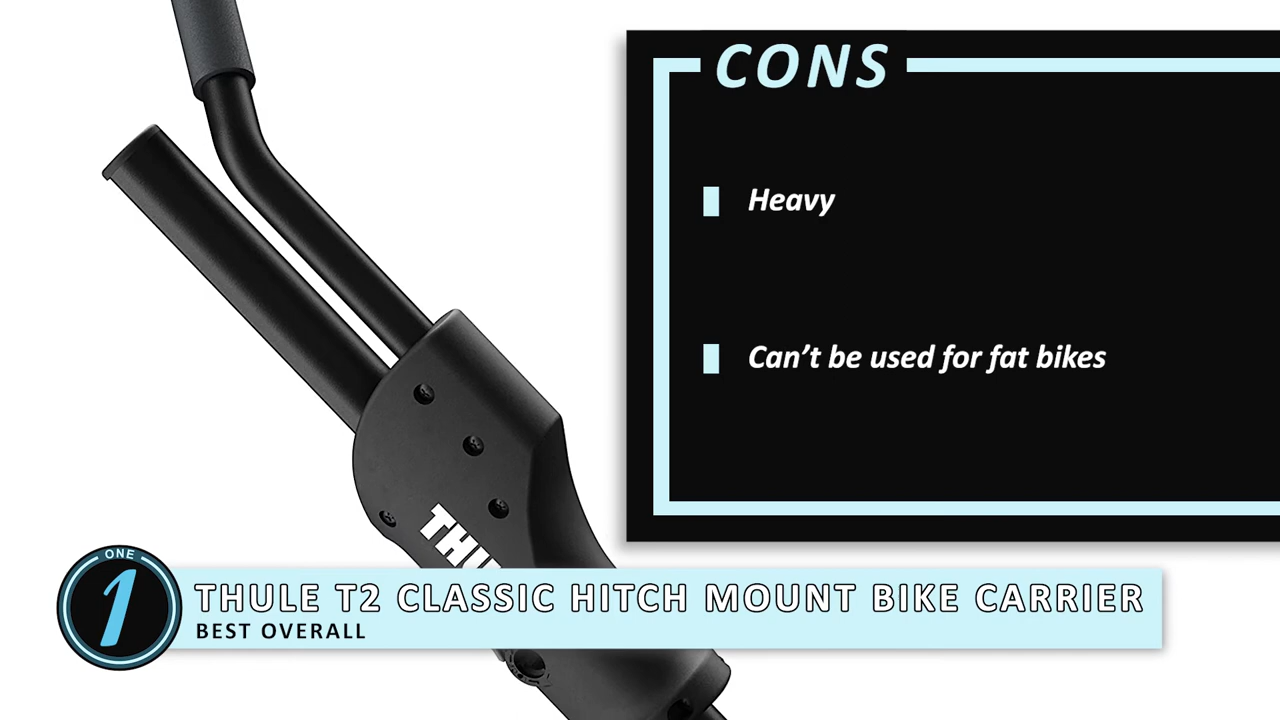 CONS
Heavy
Can't be used for fat bikes
ONE
1
THULE T2 CLASSIC HITCH MOUNT BIKE CARRIER
BEST OVERALL